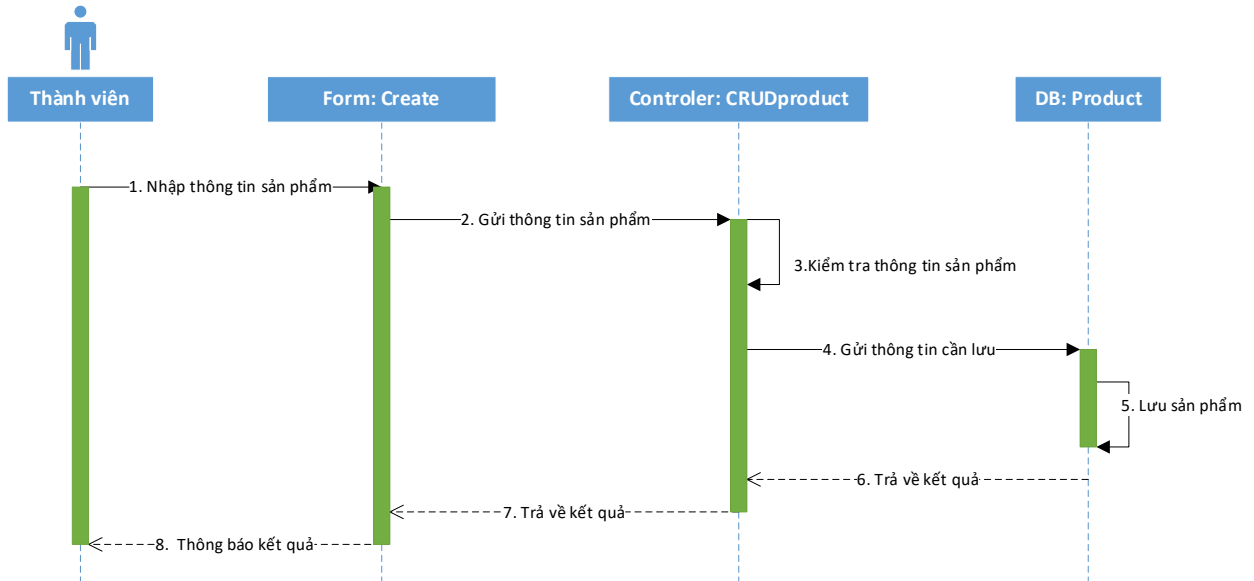 Thành viên
Form: Create
Controler: CRUDproduct
DB: Product
1. Nhập thông tin sản phẩm
2. Gửi thông tin sản phẩm
3.Kiểm tra thông tin sản phẩm
4. Gửi thông tin cần lưu
5. Lưu sản phẩm
6. Trả về kết quả
7. Trả về kết quả
8. Thông báo kết quả